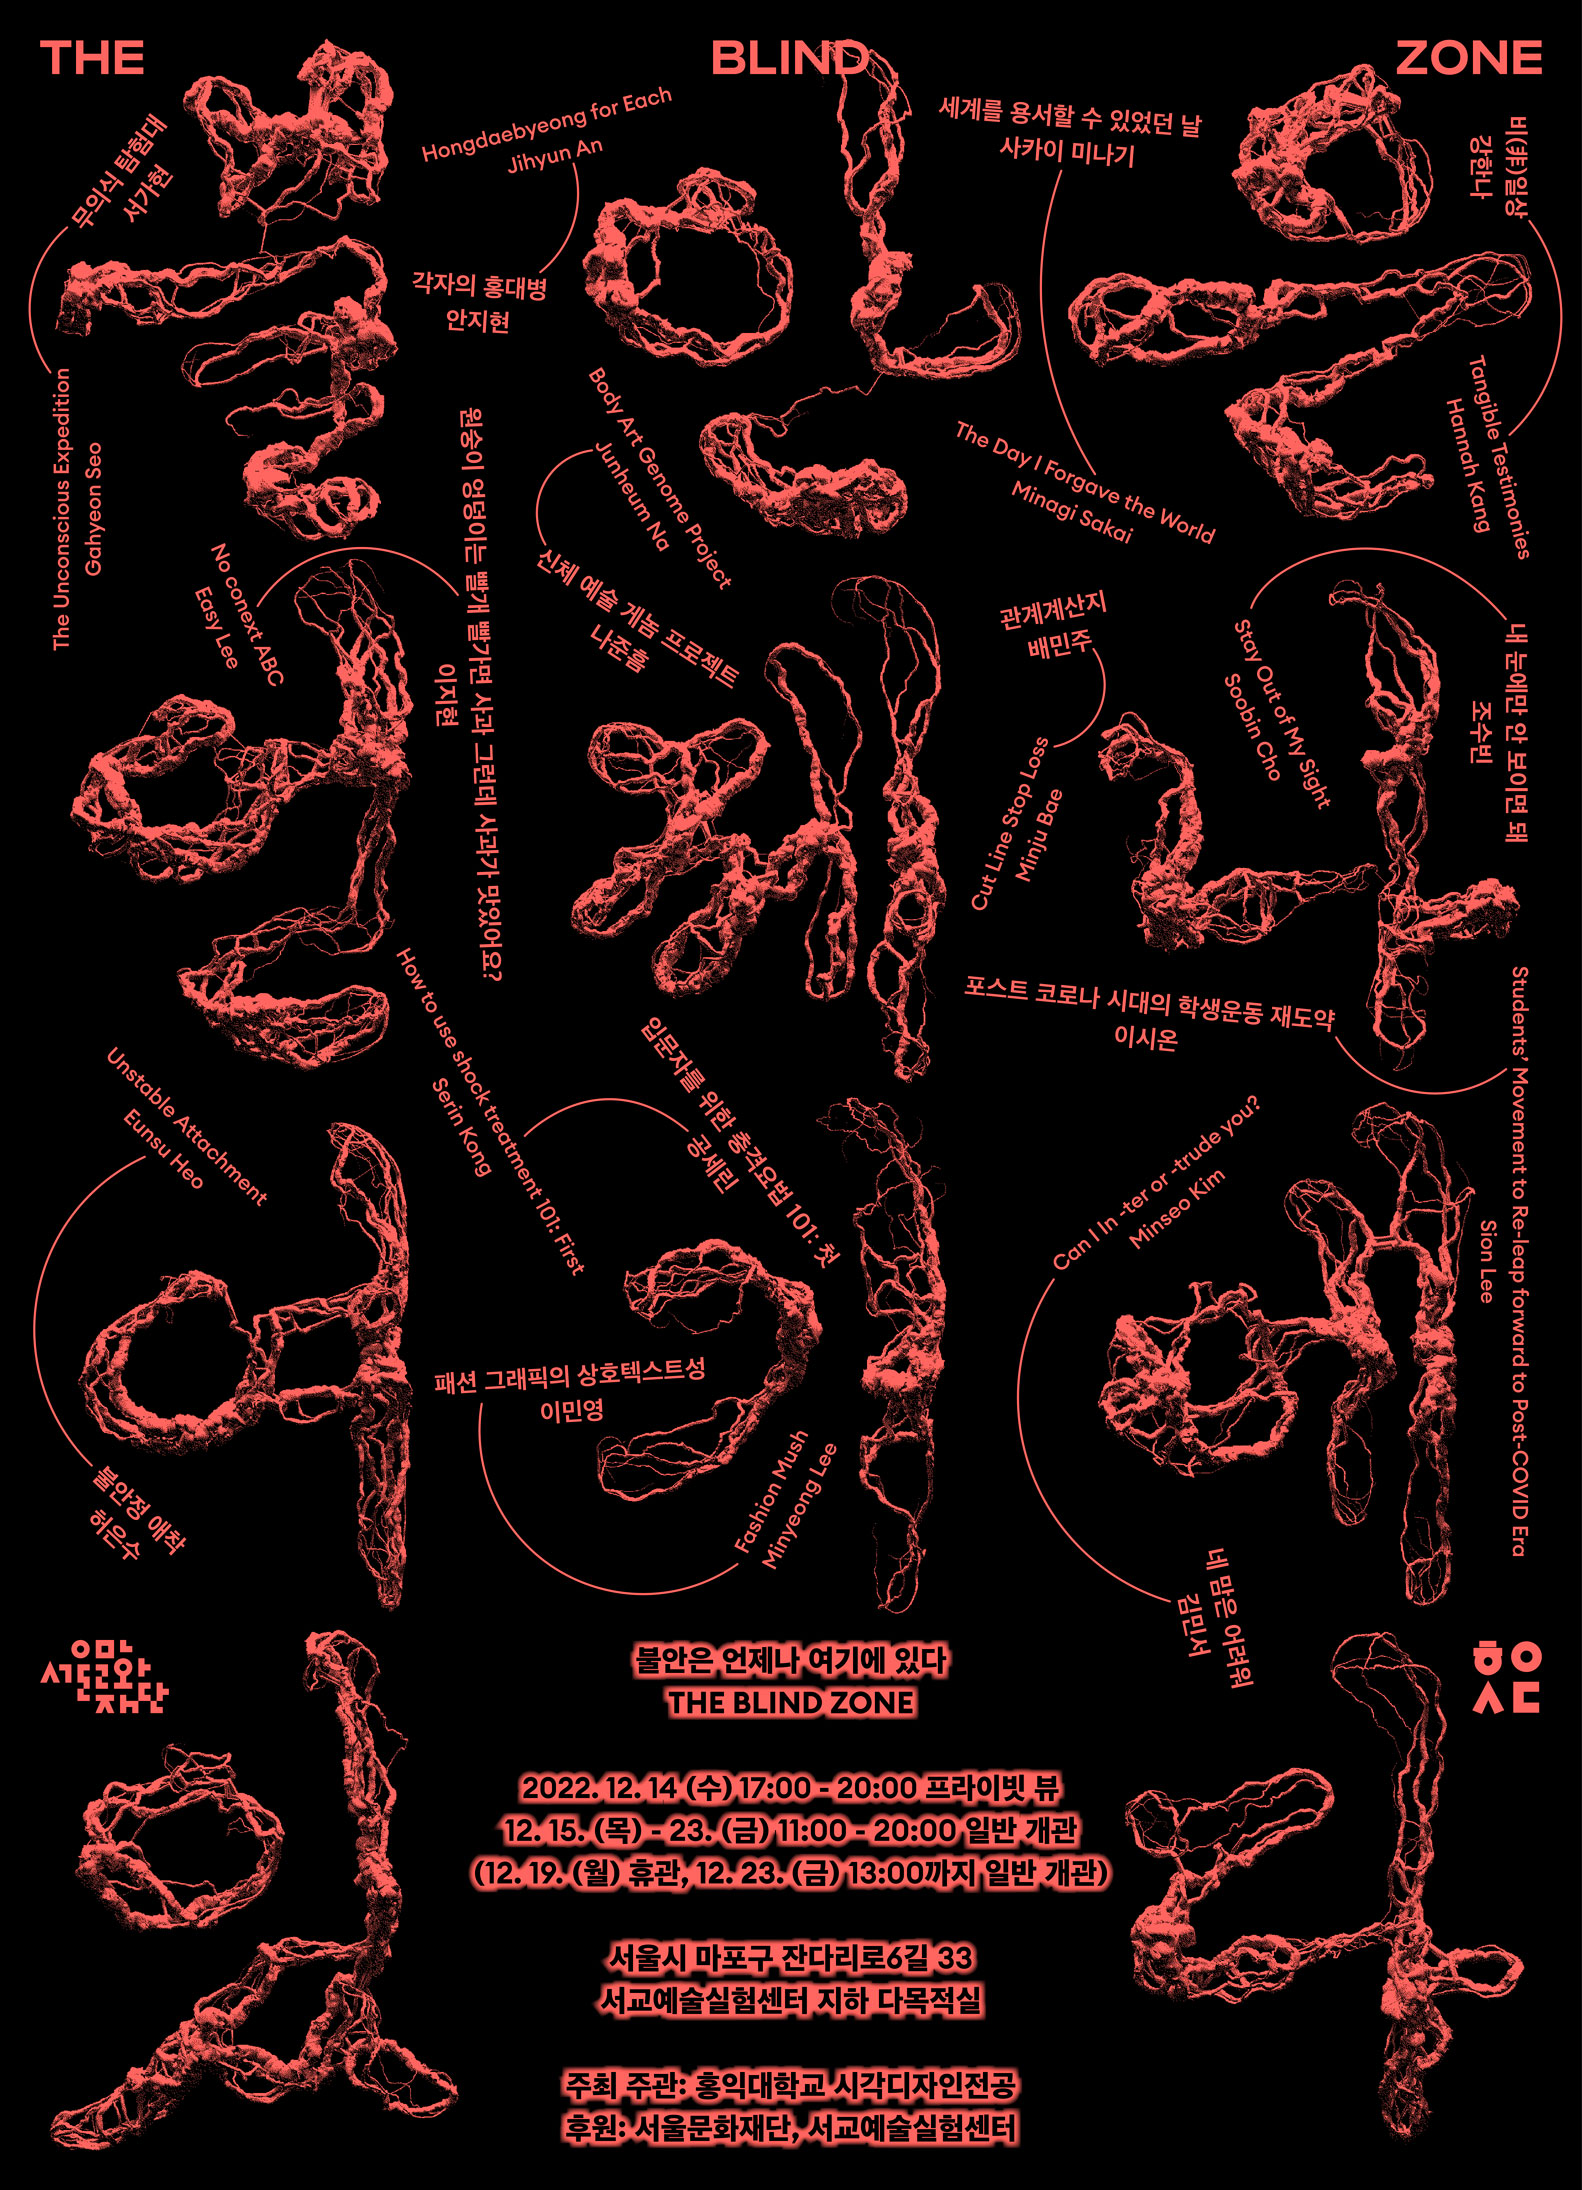 THE BLIND ZONE
불안은
언제나
여기에
있다
무의식 탐험대
서가현
The Unconscious Expedition
Gahyeon Seo
Hongdaebyeong for Each
Jihyun An
각자의 홍대병
안지현
세계를 용서할 수 있었던 날
사카이 미나기
The Day I Forgave the World
Minagi Sakai
비(非)일상
강한나
Tangible Testimonies
Hannah Kang
No conext ABC
Easy Lee
원숭이 엉덩이는 빨개 빨가면 사과 그런데 사과가 맛있어요?
이지현
Body Art Genome Project
Junheum Na
신체 예술 게놈 프로젝트
나준흠
관계계산지
배민주
Cut Line Stop Loss
Minju Bae
Stay Out of My Sight
Soobin Cho
내 눈에만 안 보이면 돼
조수빈
포스트 코로나 시대의 학생운동 재도약
이시온
Students’ Movement to Re-leap forward to Post-COVID Era
Sion Lee
How to use shock treatment 101: First
Serin Kong
입문자를 위한 충격요법 101: 첫
공세린
Unstable Attachment
Eunsu Heo
불안정 애착
허은수
패션 그래픽의 상호텍스트성
이민영
Fashion Mush
Minyeong Lee
Can I In -ter or -trude you?
Minseo Kim
네 맘은 어려워
김민서
서울문화재단
홍익시디
불안은 언제나 여기에 있다
THE BLIND ZONE
2022. 12. 14 (수) 17:00 - 20:00 프라이빗 뷰
12. 15. (목) - 23. (금) 11:00 - 20:00 일반 개관
(12. 19. (월) 휴관, 12. 23. (금) 13:00까지 일반 개관)
서울시 마포구 잔다리로6길 33
서교예술실험센터 지하 다목적실
주최 주관: 홍익대학교 시각디자인전공
후원: 서울문화재단, 서교예술실험센터